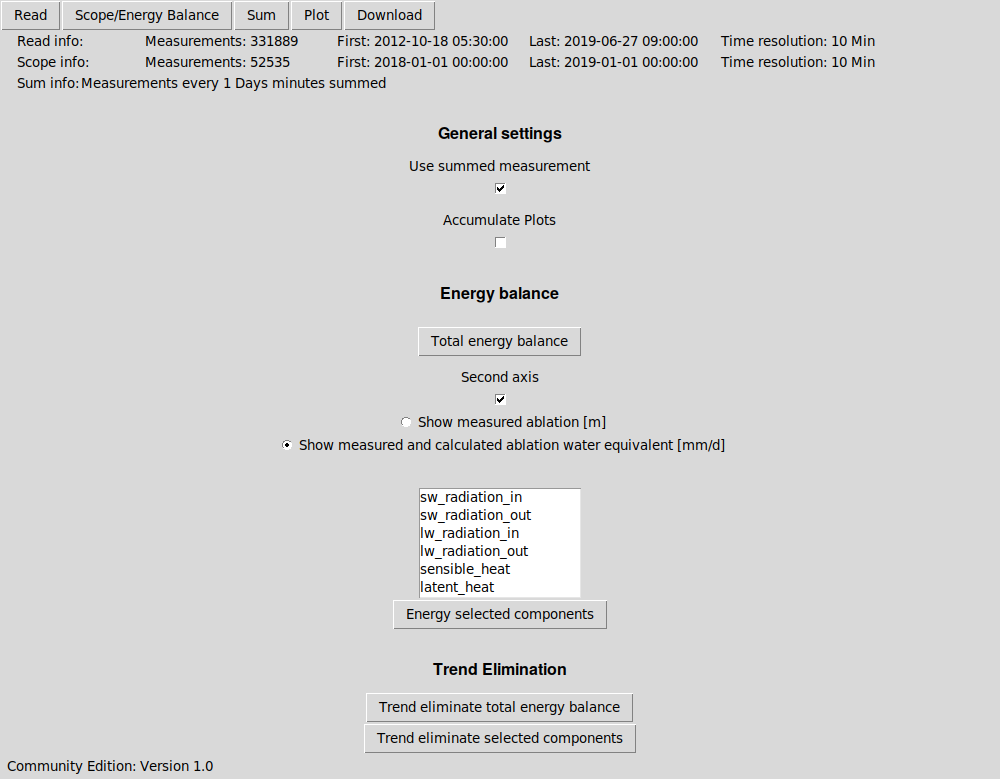 Read Scope/Energy Balance Sum Plot Download
Read info: Measurements: 331889 First: 2012-10-18 05:30:00 Last: 2019-06-27 09:00:00 Time resolution: 10 Min
Scope info: Measurements: 52535 First: 2018-01-01 00:00:00 Last: 2019-01-01 00:00:00 Time resolution: 10 Min
Sum info: Measurements every 1 Days minutes summed
General settings
Use summed measurement
Accumulate Plots
Energy balance
Total energy balance
Second axis
Show measured ablation [m]
Show measured and calculated ablation water equivalent [mm/d]
sw_radiation_in
sw_radiation_out
lw_radiation_in
lw_radiation_out
sensible_heat
latent_heat
Energy selected components
Trend Elimination
Trend eliminate total energy balance
Trend eliminate selected components
Community Edition: Version 1.0